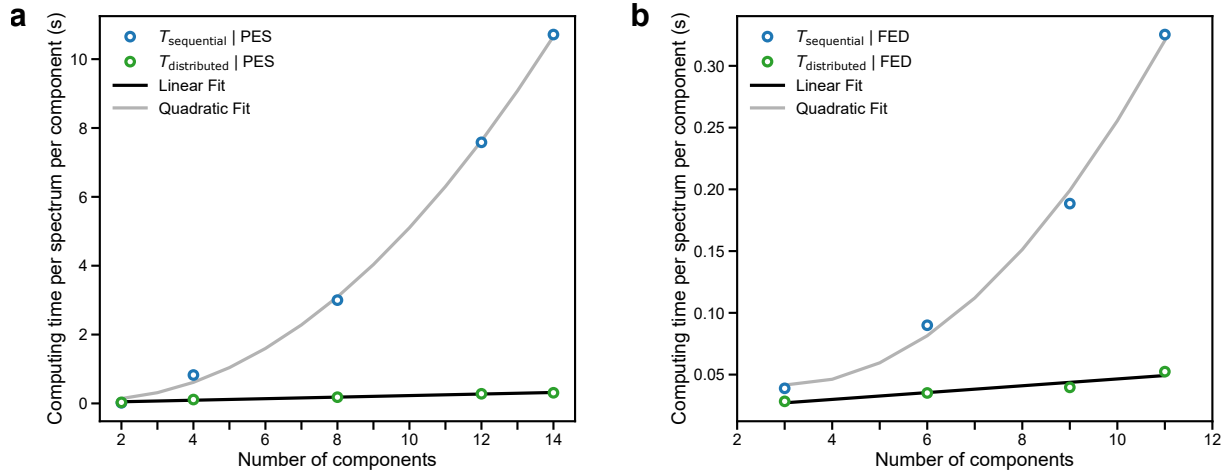 a
Computing time per spectrum per component (s)
T_sequential | PES
T_distributed | PES
Linear Fit
Quadratic Fit
10
8
6
4
2
0
2 4 6 8 10 12 14
Number of components
b
Computing time per spectrum per component (s)
T_sequential | FED
T_distributed | FED
Linear Fit
Quadratic Fit
0.30
0.25
0.20
0.15
0.10
0.05
2 4 6 8 10 12
Number of components